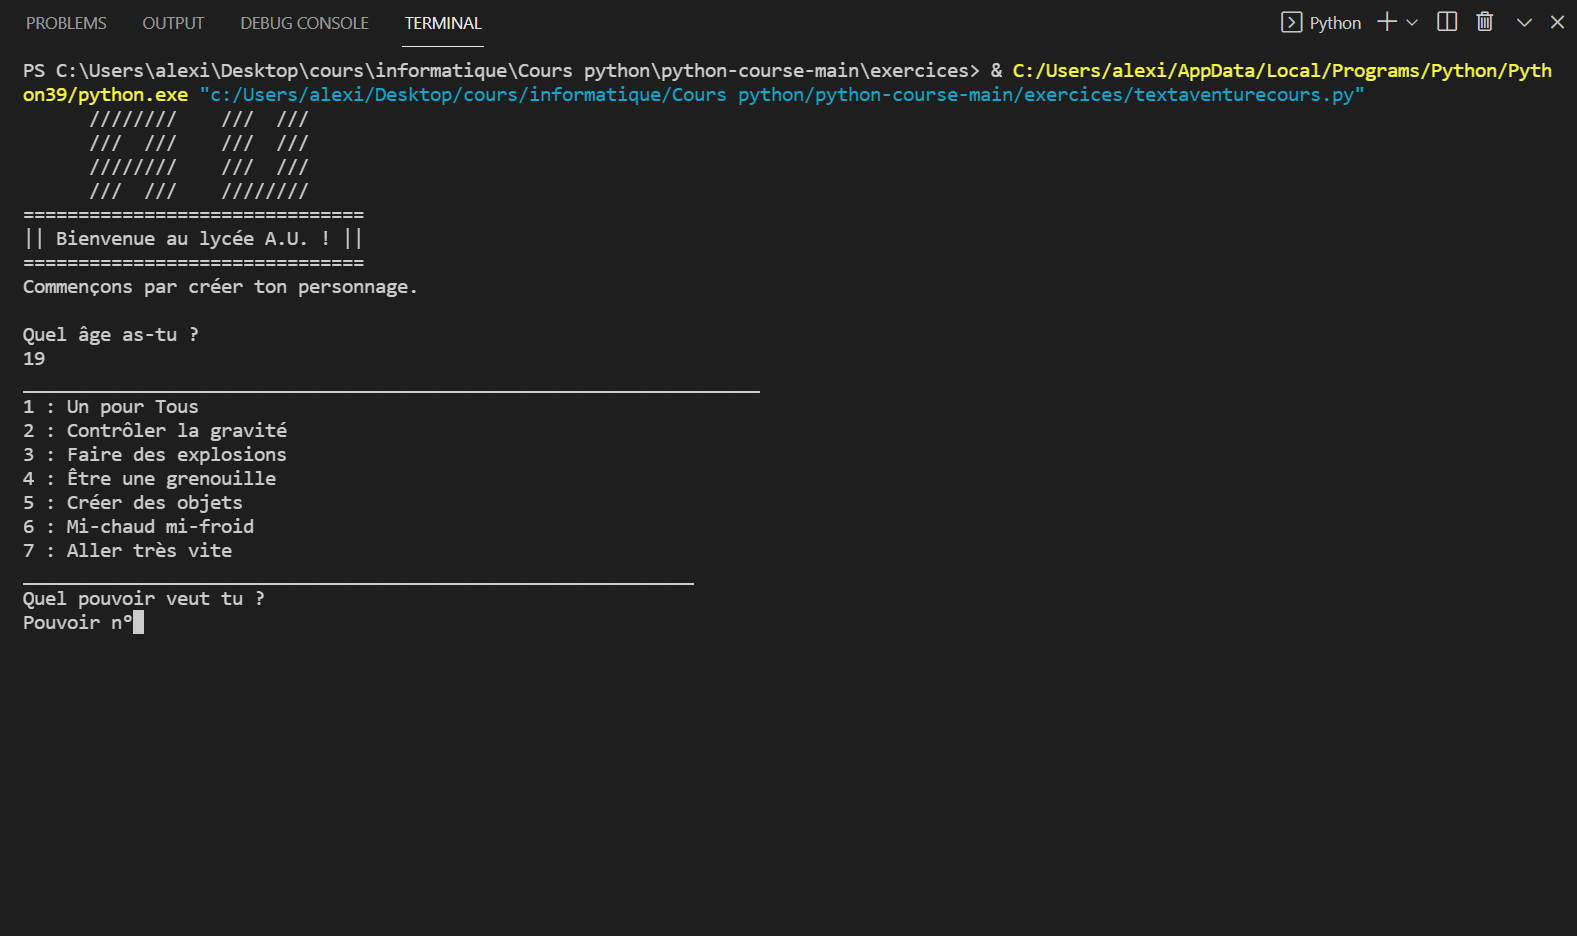 PROBLEMS OUTPUT DEBUG CONSOLE TERMINAL Python
PS C:\Users\alexi\Desktop\cours\informatique\Cours python\python-course-main\exercices> & C:/Users/alexi/AppData/Local/Programs/Python/Pyth
on39/python.exe "c:/Users/alexi/Desktop/cours/informatique/Cours python/python-course-main/exercices/textaventurecours.py"
      ////////    ///  ///
      ///  ///    ///  ///
      ////////    ///  ///
      ///  ///    ////////
===============================
|| Bienvenue au lycée A.U. ! ||
===============================
Commençons par créer ton personnage.
Quel âge as-tu ?
19
___________________________________________________________________
1 : Un pour Tous
2 : Contrôler la gravité
3 : Faire des explosions
4 : Être une grenouille
5 : Créer des objets
6 : Mi-chaud mi-froid
7 : Aller très vite
_____________________________________________________________
Quel pouvoir veut tu ?
Pouvoir n°